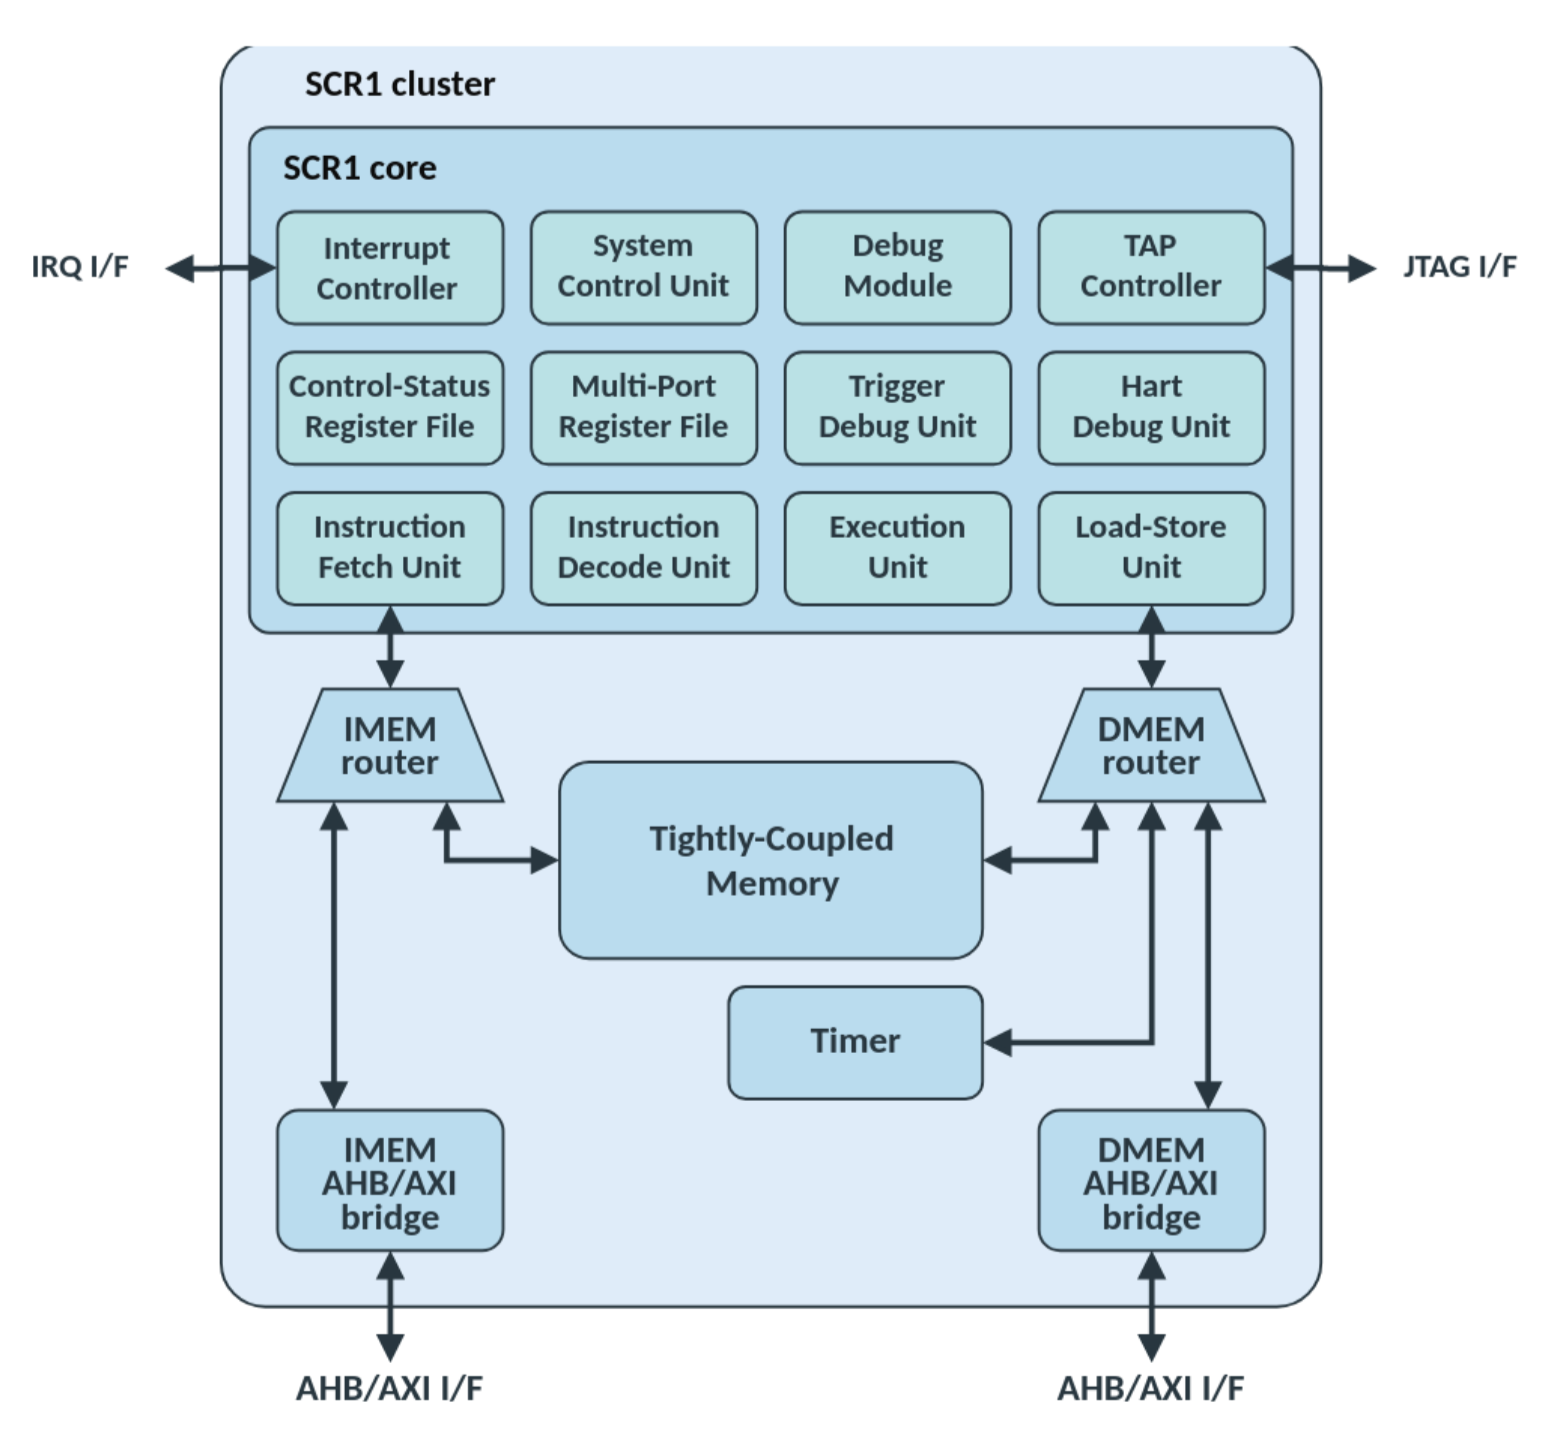 SCR1 cluster
SCR1 core
IRQ I/F
Interrupt
Controller
System
Control Unit
Debug
Module
TAP
Controller
JTAG I/F
Control-Status
Register File
Multi-Port
Register File
Trigger
Debug Unit
Hart
Debug Unit
Instruction
Fetch Unit
Instruction
Decode Unit
Execution
Unit
Load-Store
Unit
IMEM
router
DMEM
router
Tightly-Coupled
Memory
Timer
IMEM
AHB/AXI
bridge
DMEM
AHB/AXI
bridge
AHB/AXI I/F
AHB/AXI I/F